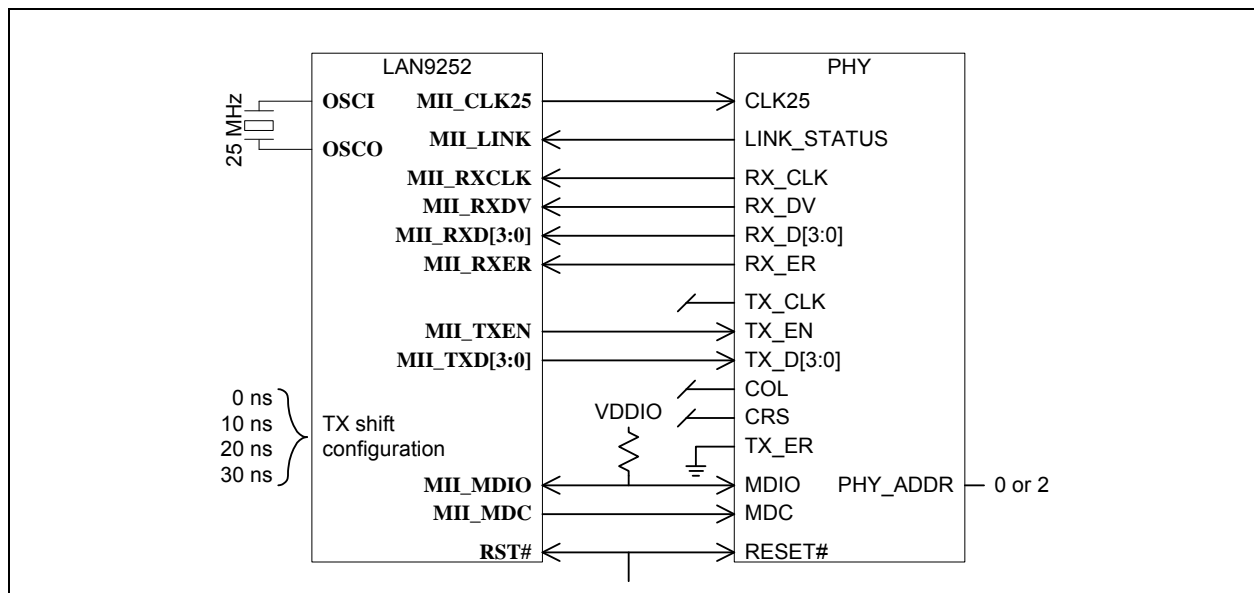 LAN9252
PHY
25 MHz
OSCI
MII_CLK25
CLK25
OSCO
MII_LINK
LINK_STATUS
MII_RXCLK
RX_CLK
MII_RXDV
RX_DV
MII_RXD[3:0]
RX_D[3:0]
MII_RXER
RX_ER
TX_CLK
MII_TXEN
TX_EN
MII_TXD[3:0]
TX_D[3:0]
COL
0 ns
10 ns
20 ns
30 ns
TX shift
configuration
VDDIO
CRS
TX_ER
MII_MDIO
MDIO
PHY_ADDR
0 or 2
MII_MDC
MDC
RST#
RESET#